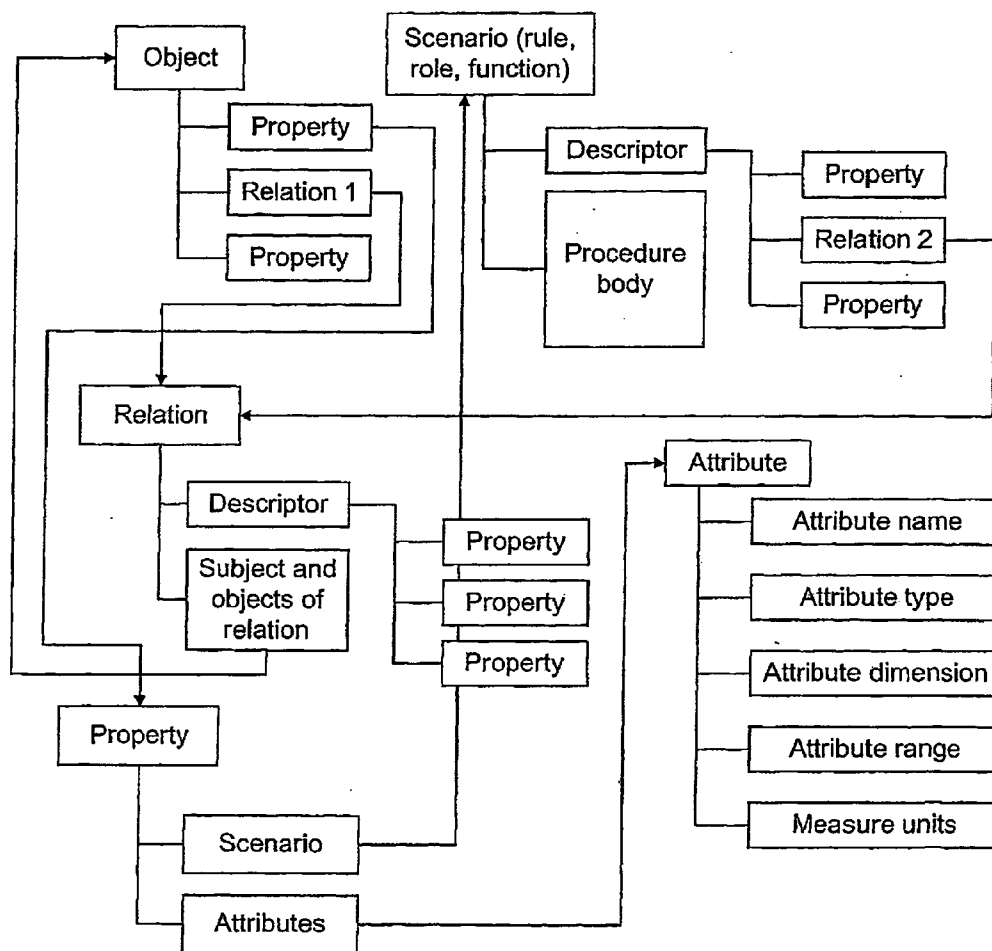 Object
Property
Relation 1
Property
Scenario (rule,
role, function)
Descriptor
Procedure
body
Property
Relation 2
Property
Relation
Descriptor
Subject and
objects of
relation
Property
Property
Property
Property
Scenario
Attributes
Attribute
Attribute name
Attribute type
Attribute dimension
Attribute range
Measure units